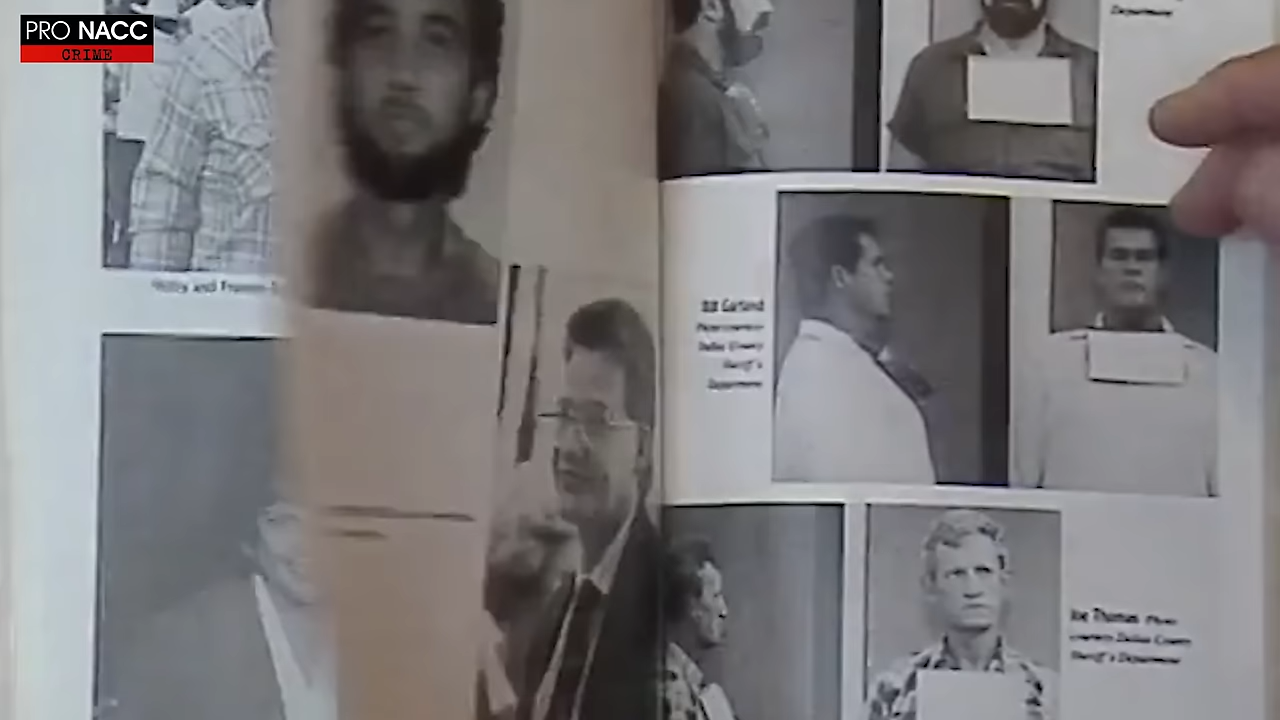 PRO NACC
CRIME
Department
Bill Garland
Photo courtesy
Dallas County
Sheriff's
Department
Joe Thomas Photo
courtesy Dallas County
Sheriff's Department